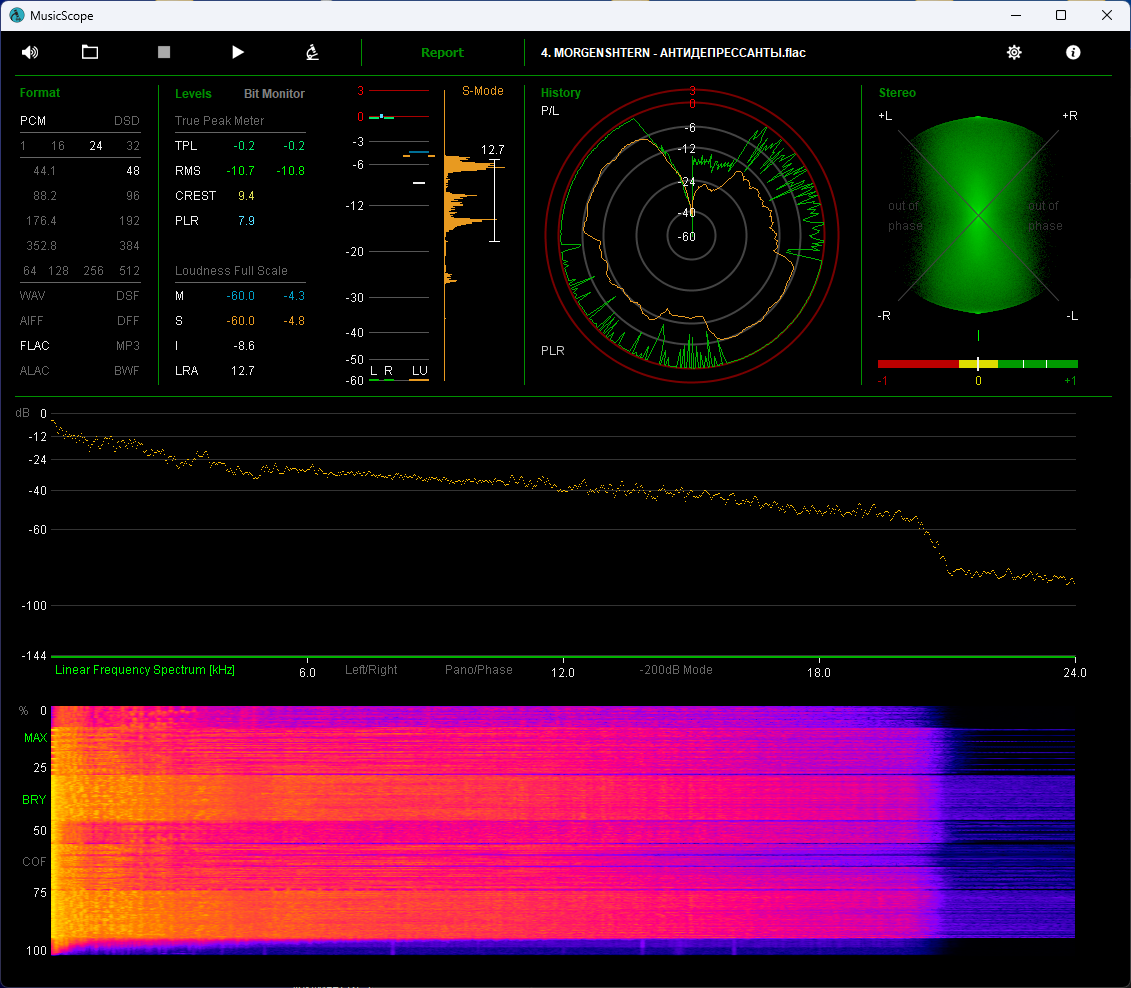 MusicScope
Report
4. MORGENSHTERN - АНТИДЕПРЕССАНТЫ.flac
Format
PCM DSD
1 16 24 32
44.1 48
88.2 96
176.4 192
352.8 384
64 128 256 512
WAV DSF
AIFF DFF
FLAC MP3
ALAC BWF
Levels Bit Monitor
True Peak Meter
TPL -0.2 -0.2
RMS -10.7 -10.8
CREST 9.4
PLR 7.9
Loudness Full Scale
M -60.0 -4.3
S -60.0 -4.8
I -8.6
LRA 12.7
3
0
-3
-6
-12
-20
-30
-40
-50
-60
L R LU
S-Mode
12.7
History
P/L
3
0
-6
-12
-24
-40
-60
PLR
Stereo
+L +R
out of phase
out of phase
-R -L
-1 0 +1
dB 0
-12
-24
-40
-60
-100
-144
Linear Frequency Spectrum [kHz] 6.0 Left/Right Pano/Phase 12.0 -200dB Mode 18.0 24.0
% 0
MAX
25
BRY
50
COF
75
100